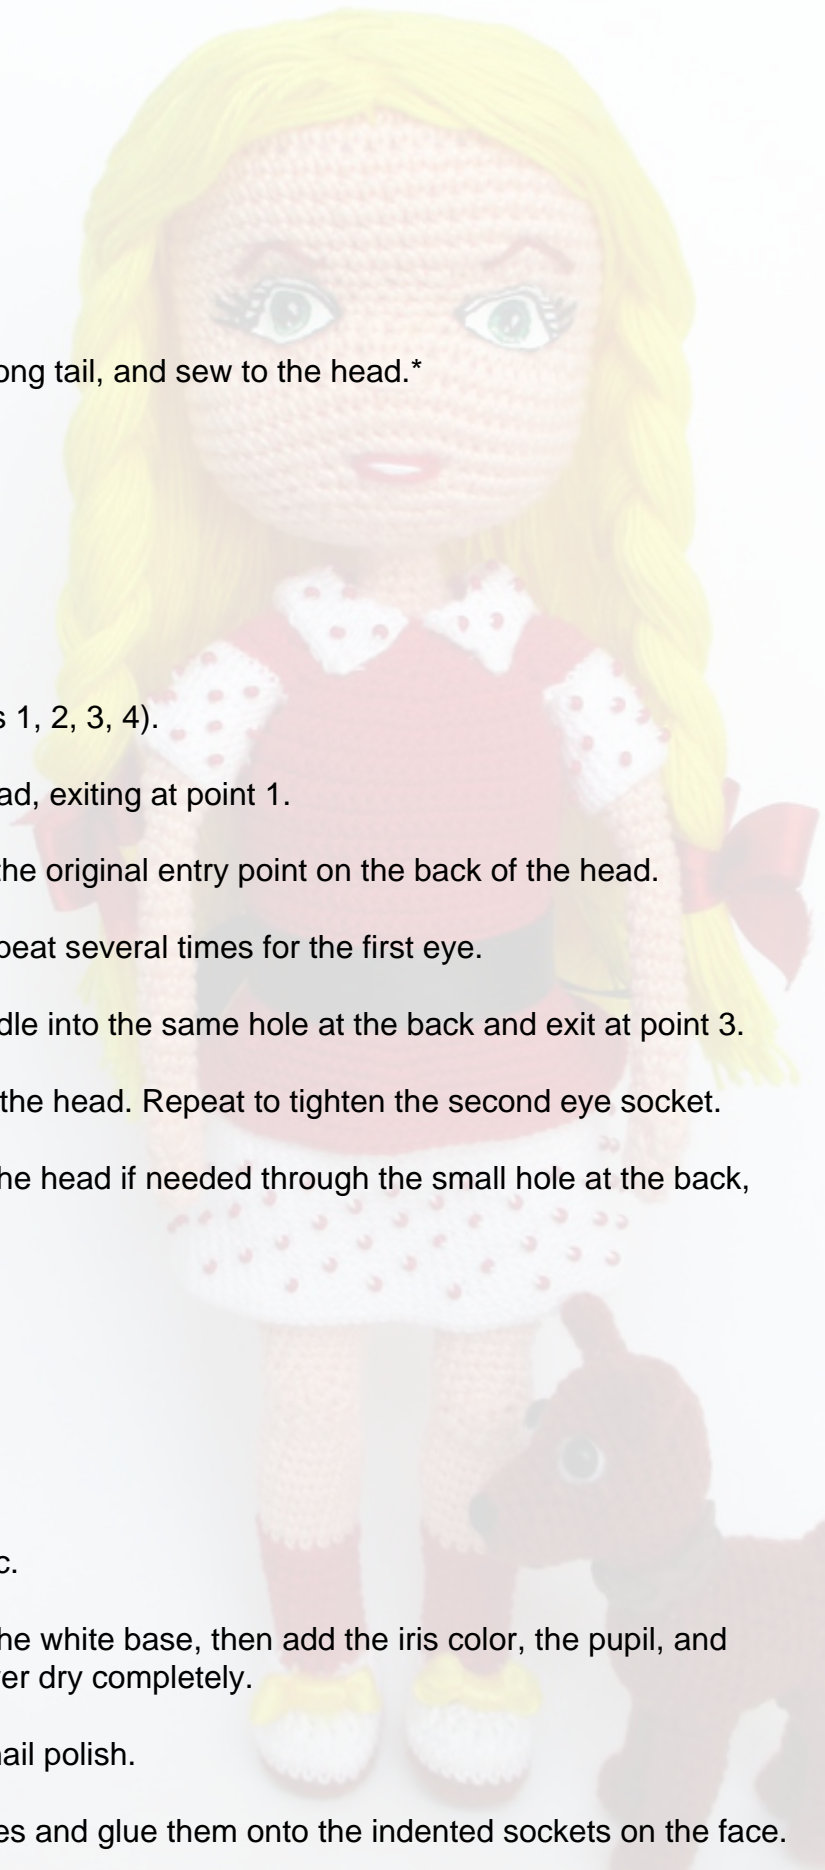 ong tail, and sew to the head.*
s 1, 2, 3, 4).
ad, exiting at point 1.
the original entry point on the back of the head.
peat several times for the first eye.
dle into the same hole at the back and exit at point 3.
the head. Repeat to tighten the second eye socket.
he head if needed through the small hole at the back,
c.
he white base, then add the iris color, the pupil, and
er dry completely.
nail polish.
es and glue them onto the indented sockets on the face.